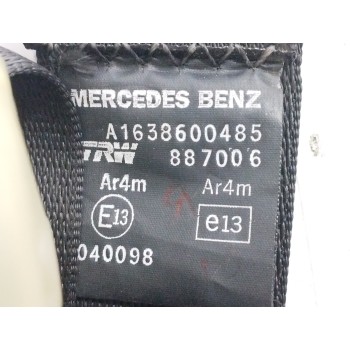 MERCEDES BENZ
A1638600485
TRW 887006
Ar4m Ar4m
E13 e13
040098